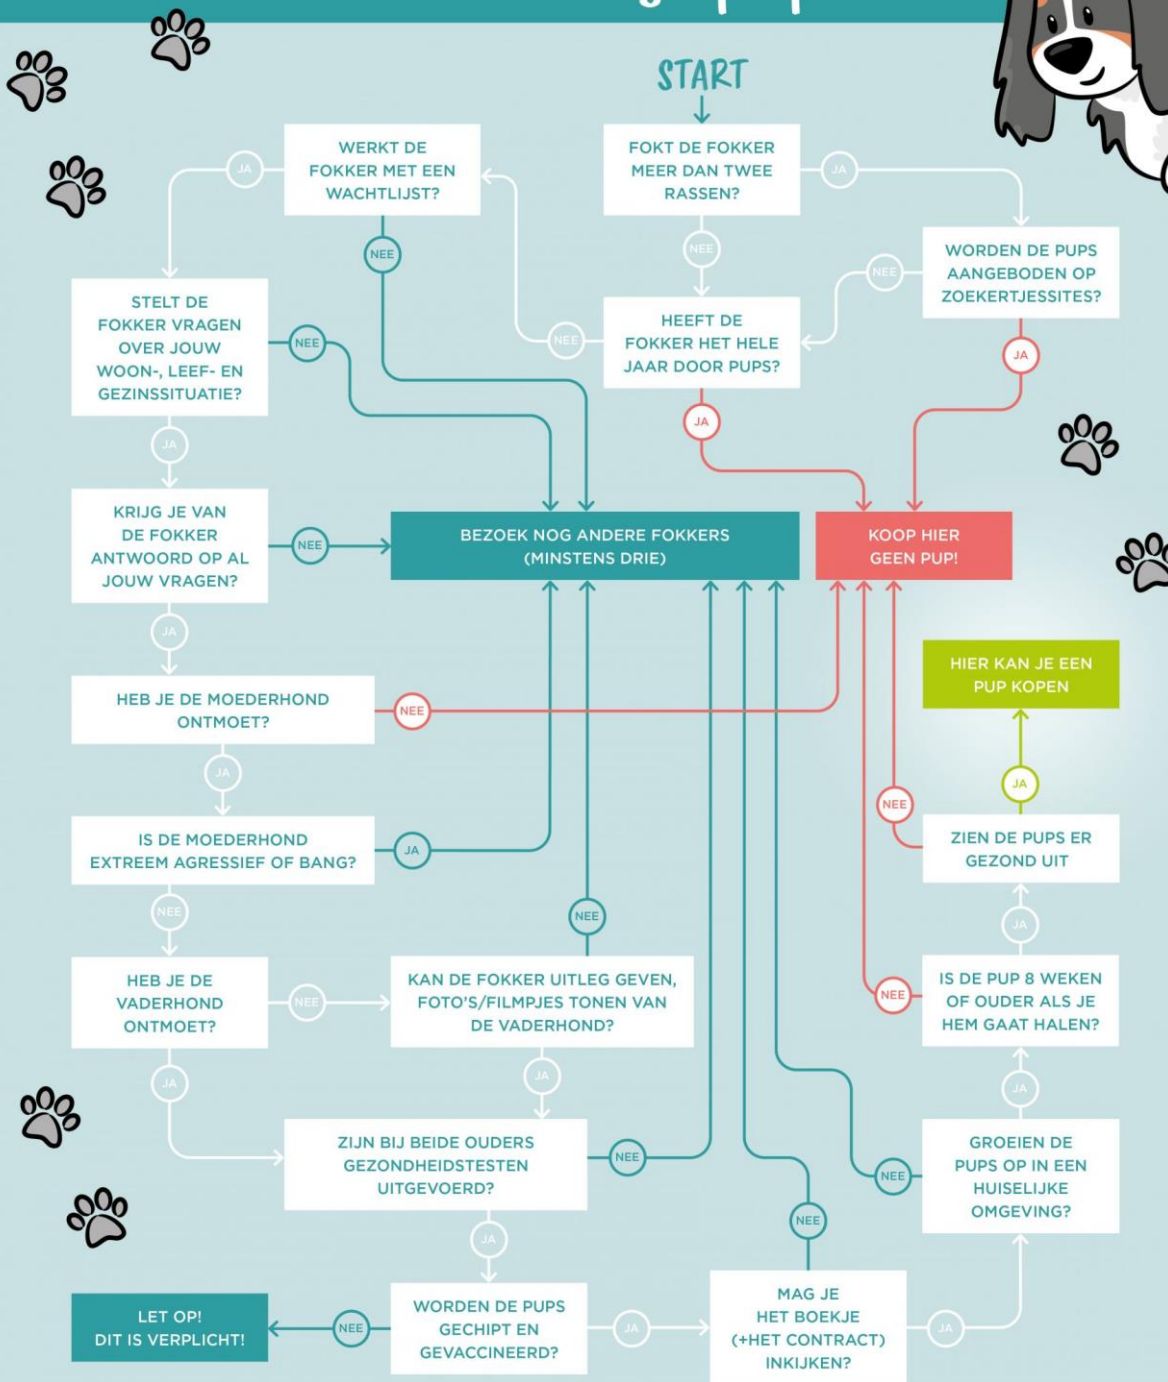 START
FOKT DE FOKKER
MEER DAN TWEE
RASSEN?
JA
NEE
WERKT DE
FOKKER MET EEN
WACHTLIJST?
JA
NEE
WORDEN DE PUPS
AANGEBODEN OP
ZOEKERTJESSITES?
NEE
JA
HEEFT DE
FOKKER HET HELE
JAAR DOOR PUPS?
NEE
JA
STELT DE
FOKKER VRAGEN
OVER JOUW
WOON-, LEEF- EN
GEZINSSITUATIE?
NEE
JA
KRIJG JE VAN
DE FOKKER
ANTWOORD OP AL
JOUW VRAGEN?
NEE
JA
BEZOEK NOG ANDERE FOKKERS
(MINSTENS DRIE)
KOOP HIER
GEEN PUP!
HIER KAN JE EEN
PUP KOPEN
JA
HEB JE DE MOEDERHOND
ONTMOET?
NEE
JA
IS DE MOEDERHOND
EXTREEM AGRESSIEF OF BANG?
JA
NEE
ZIEN DE PUPS ER
GEZOND UIT
NEE
JA
HEB JE DE
VADERHOND
ONTMOET?
NEE
JA
KAN DE FOKKER UITLEG GEVEN,
FOTO'S/FILMPJES TONEN VAN
DE VADERHOND?
NEE
JA
IS DE PUP 8 WEKEN
OF OUDER ALS JE
HEM GAAT HALEN?
NEE
JA
ZIJN BIJ BEIDE OUDERS
GEZONDHEIDSTESTEN
UITGEVOERD?
NEE
JA
GROEIEN DE
PUPS OP IN EEN
HUISELIJKE
OMGEVING?
NEE
LET OP!
DIT IS VERPLICHT!
NEE
WORDEN DE PUPS
GECHIPT EN
GEVACCINEERD?
JA
NEE
MAG JE
HET BOEKJE
(+HET CONTRACT)
INKIJKEN?
JA